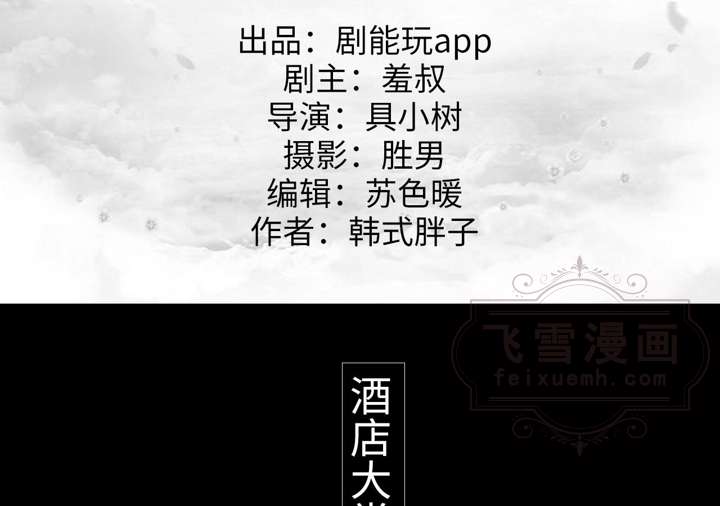 出品：剧能玩app
剧主：羞叔
导演：具小树
摄影：胜男
编辑：苏色暖
作者：韩式胖子
飞雪漫画
feixuemh.com
酒店大